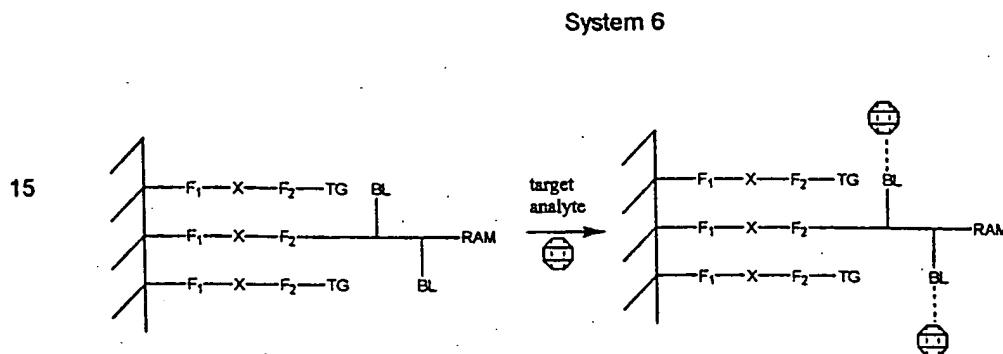 System 6
15
F₁—X—F₂—TG
BL
F₁—X—F₂
RAM
BL
F₁—X—F₂—TG
target
analyte
F₁—X—F₂—TG
BL
F₁—X—F₂
RAM
BL
F₁—X—F₂—TG